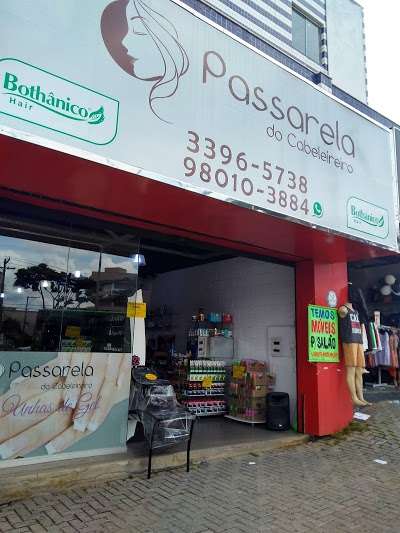 Passarela
do Cabeleireiro
3396-5738
98010-3884
Bothânico
Hair
Bothânico
Hair
TEMOS
MÓVEIS
P. SALÃO
Passarela
do Cabeleireiro
Unhas de Gel